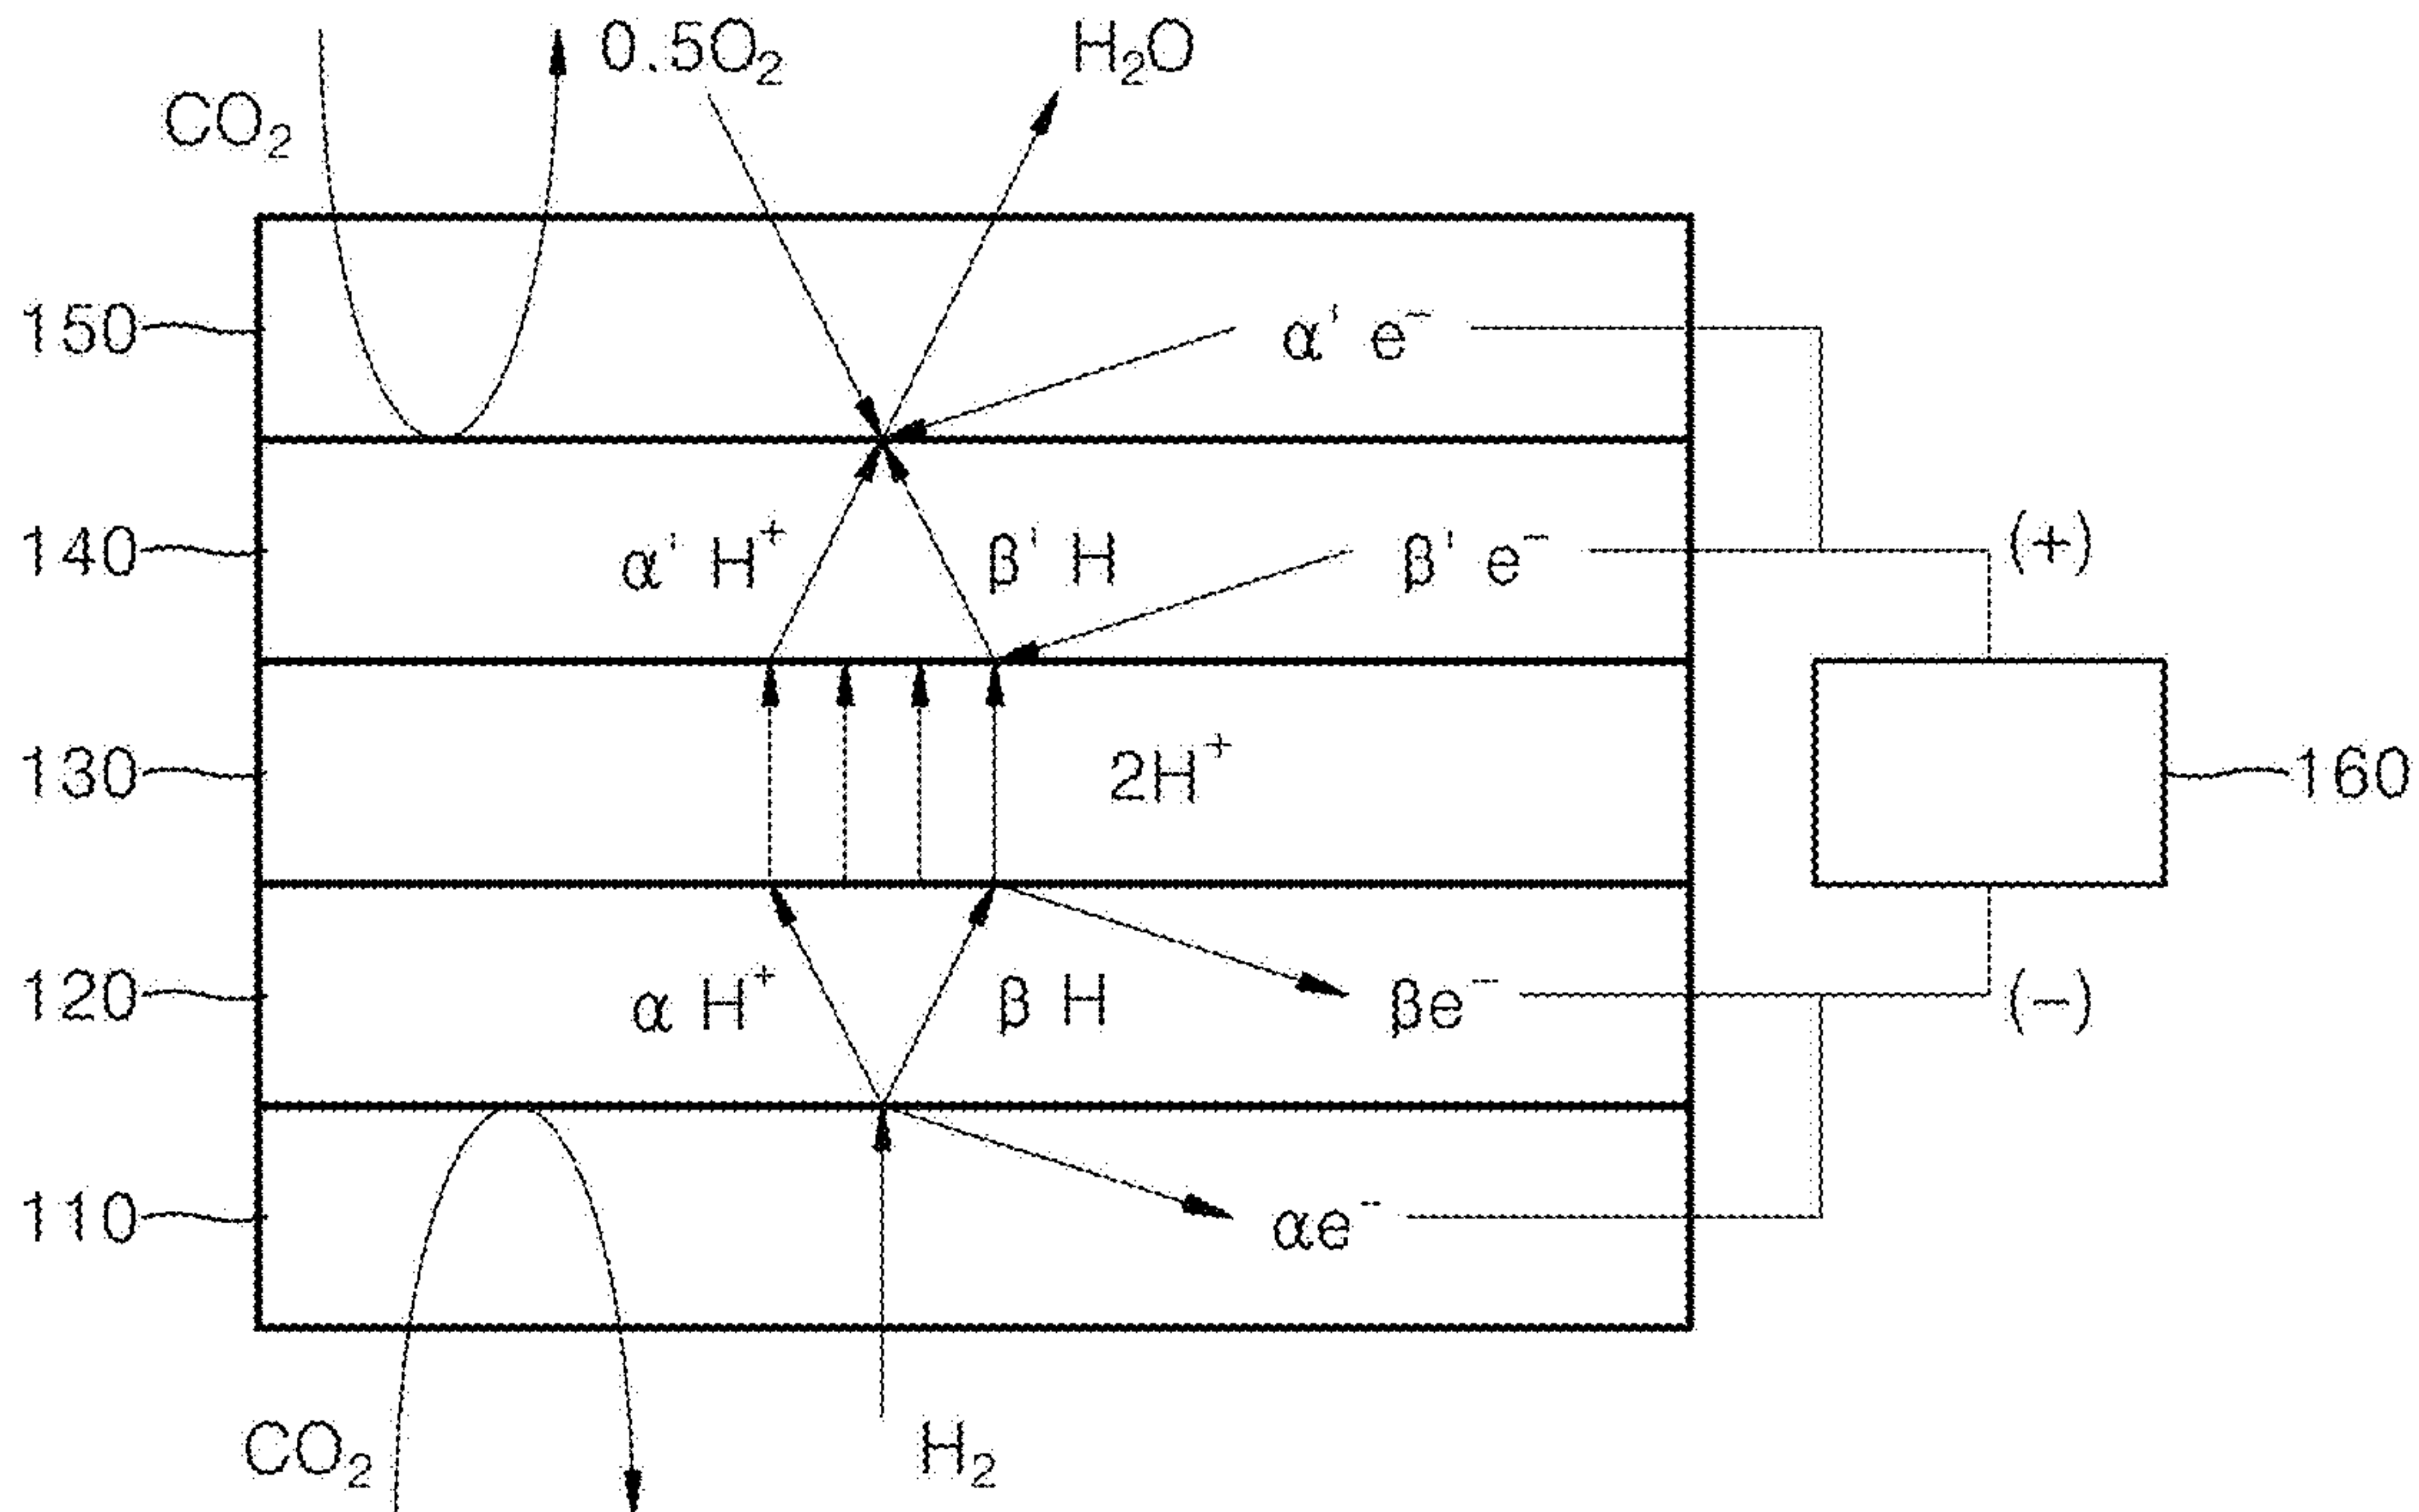 0.5O₂ H₂O
CO₂
150 α' e⁻
140 α' H⁺ β' H β' e⁻ (+)
130 2H⁺ 160
120 α H⁺ β H βe⁻ (−)
110 αe⁻
CO₂ H₂